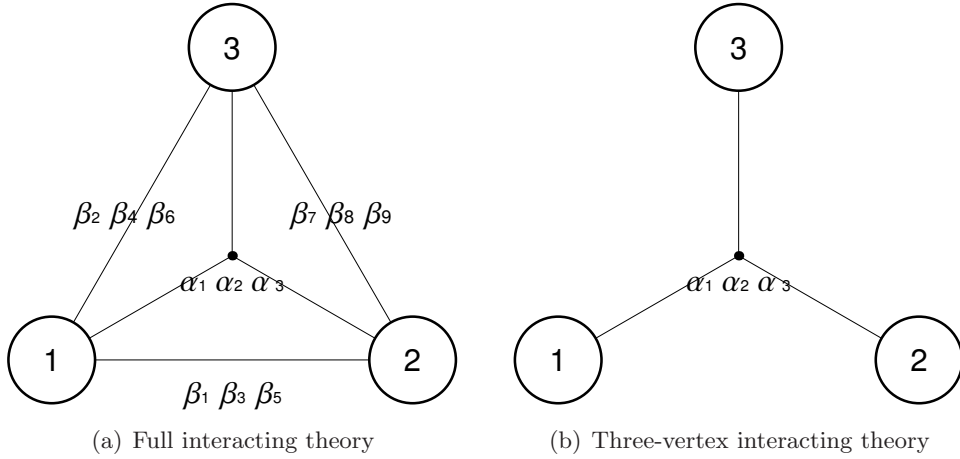 3
3
β2 β4 β6
β7 β8 β9
α1 α2 α3
α1 α2 α3
1
2
1
2
β1 β3 β5
(a) Full interacting theory
(b) Three-vertex interacting theory